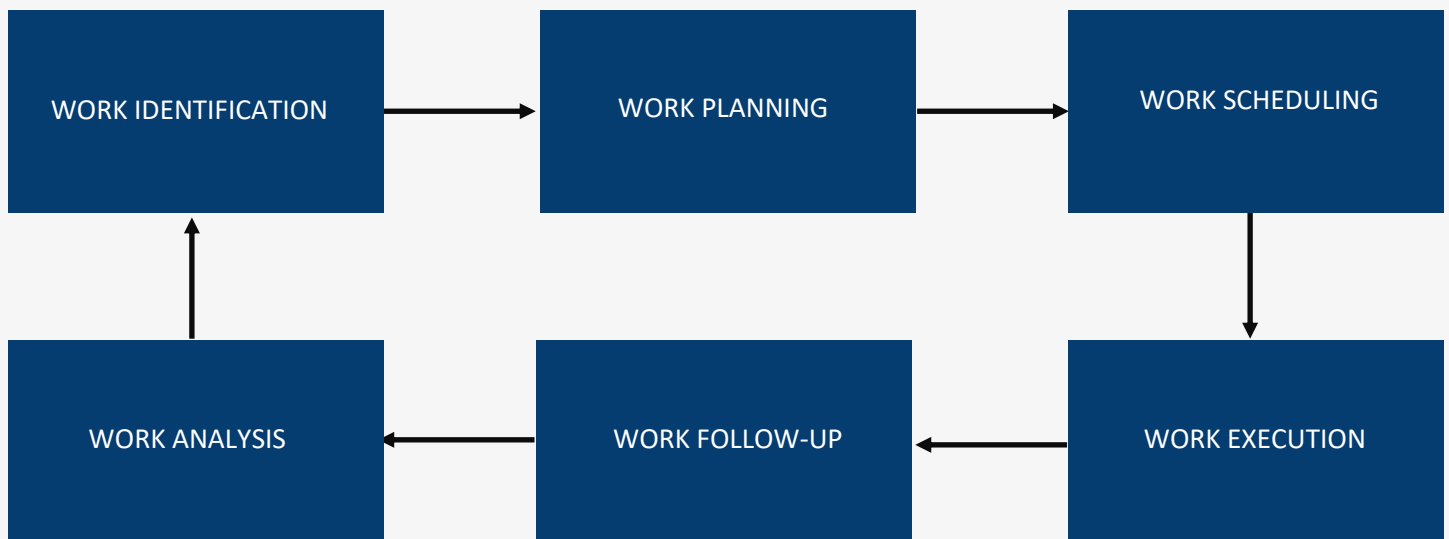 WORK IDENTIFICATION
WORK PLANNING
WORK SCHEDULING
WORK ANALYSIS
WORK FOLLOW-UP
WORK EXECUTION